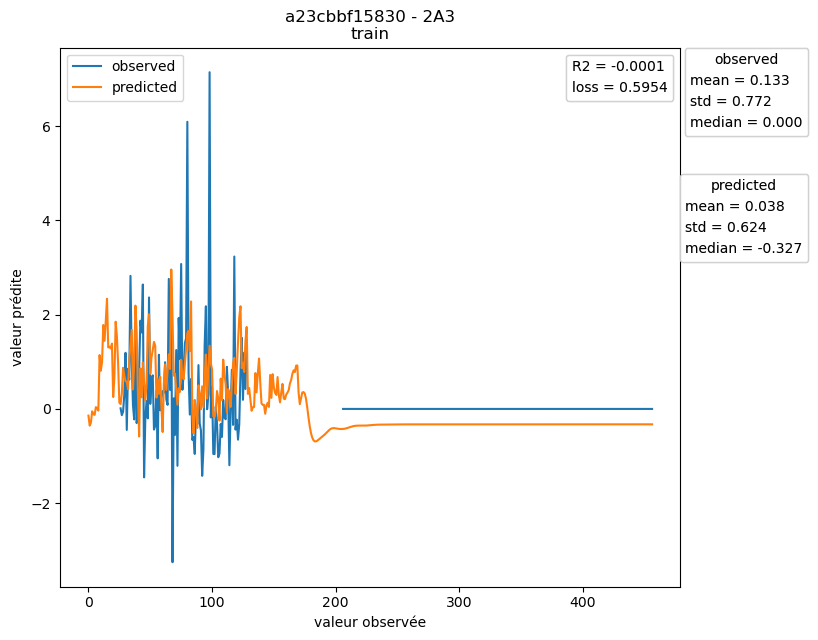 a23cbbf15830 - 2A3
train
observed
predicted
R2 = -0.0001
loss = 0.5954
observed
mean = 0.133
std = 0.772
median = 0.000
predicted
mean = 0.038
std = 0.624
median = -0.327
valeur prédite
6
4
2
0
−2
0 100 200 300 400
valeur observée